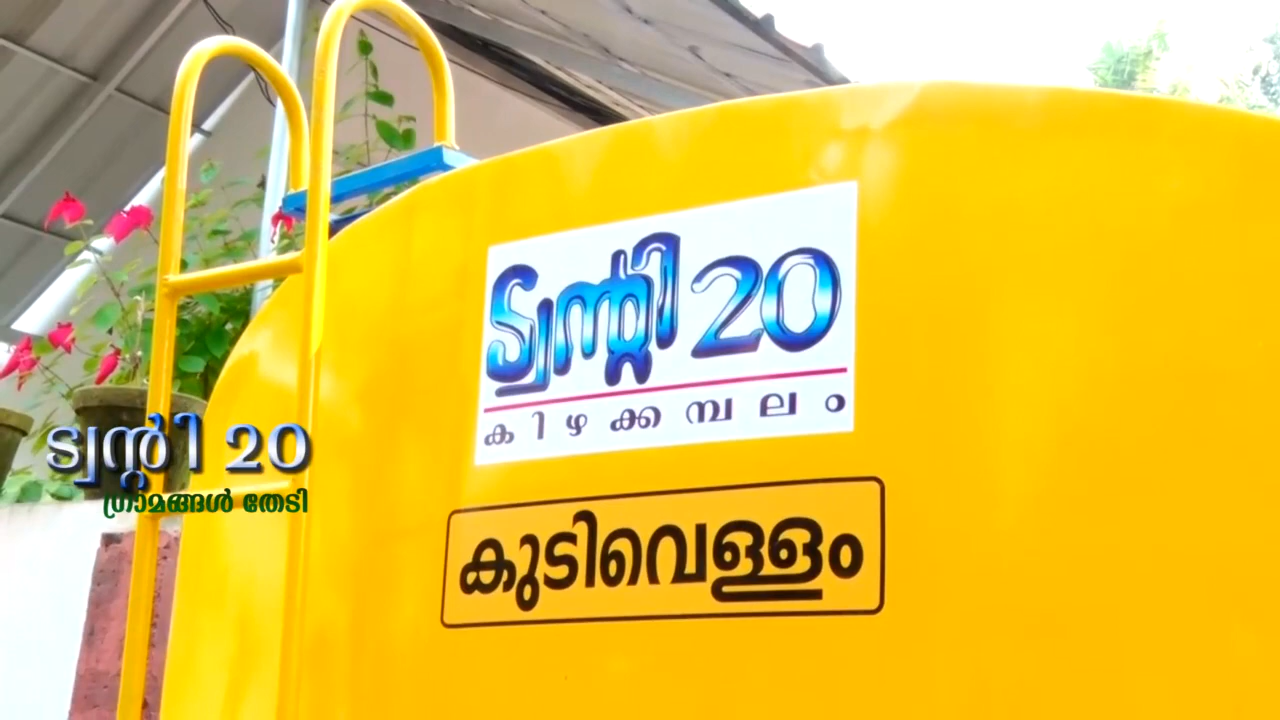 ട്വന്റി 20
കിഴക്കമ്പലം
കുടിവെള്ളം
ട്വന്റി 20
ഗ്രാമങ്ങൾ തേടി